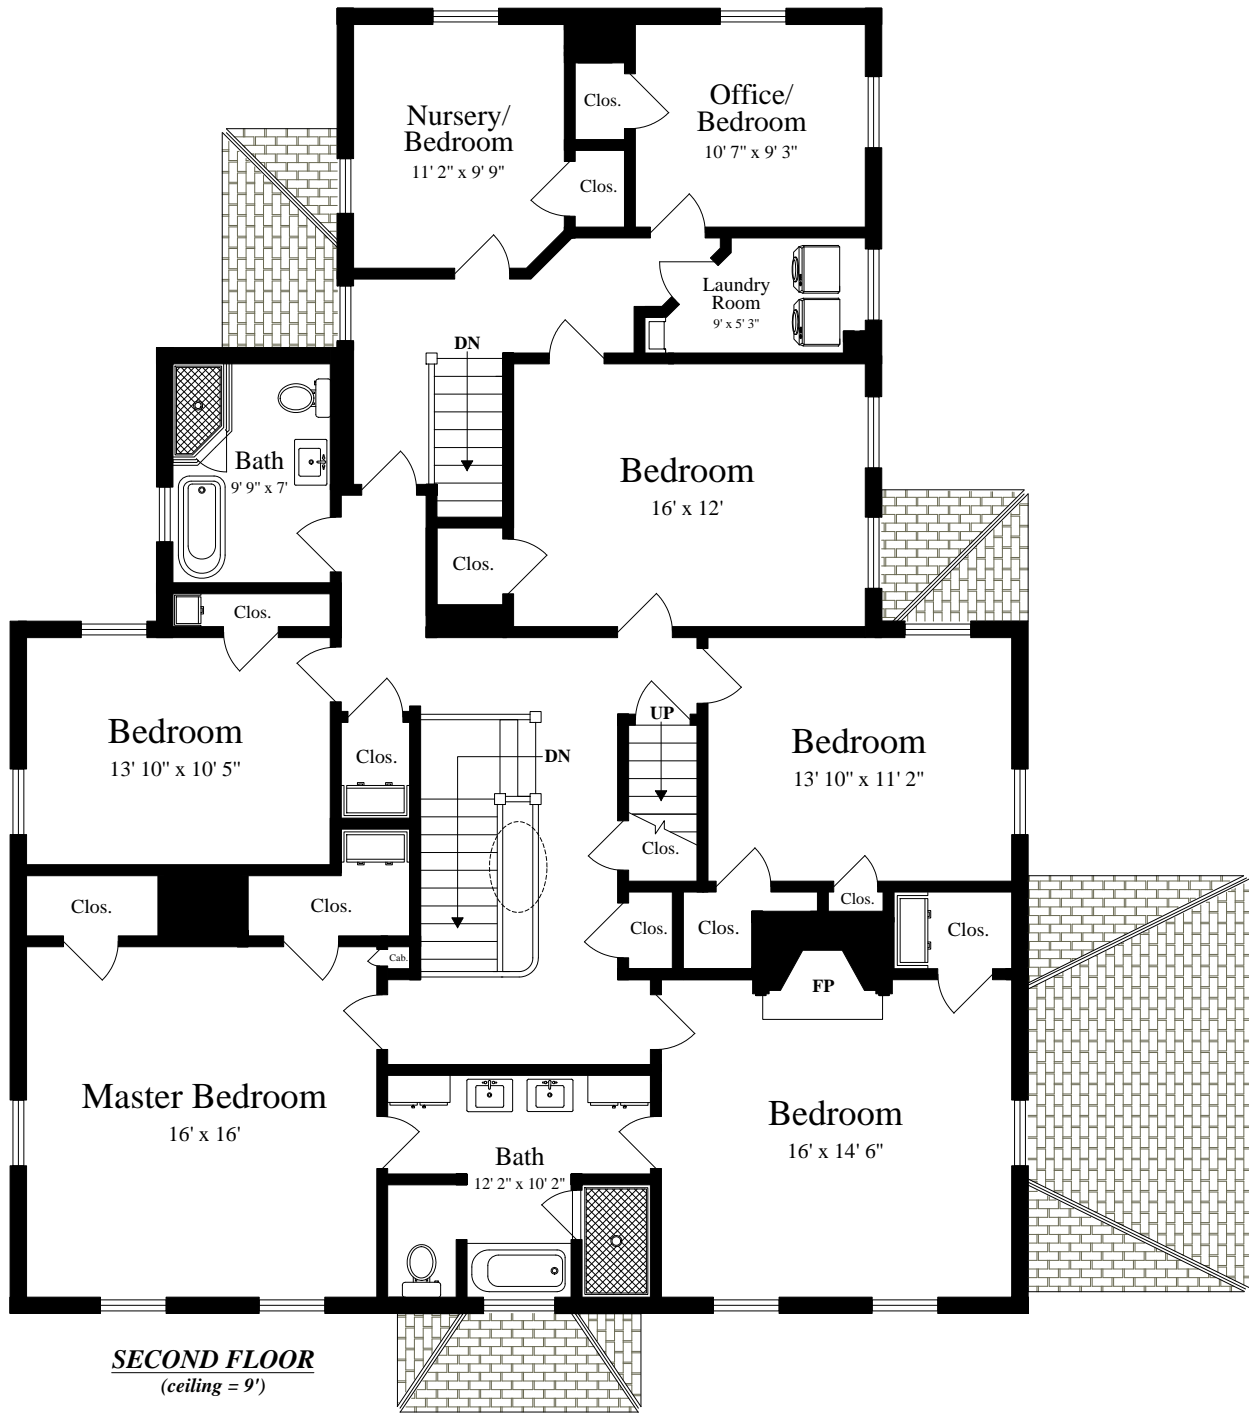 Nursery/
Bedroom
11' 2" x 9' 9"
Clos.
Office/
Bedroom
10' 7" x 9' 3"
Clos.
Laundry
Room
9' x 5' 3"
DN
Bath
9' 9" x 7'
Bedroom
16' x 12'
Clos.
Clos.
Bedroom
13' 10" x 10' 5"
Clos.
DN
UP
Bedroom
13' 10" x 11' 2"
Clos.
Clos.
Clos.
Clos.
Clos.
Clos.
Clos.
Cab.
FP
Master Bedroom
16' x 16'
Bedroom
16' x 14' 6"
Bath
12' 2" x 10' 2"
SECOND FLOOR
(ceiling = 9')